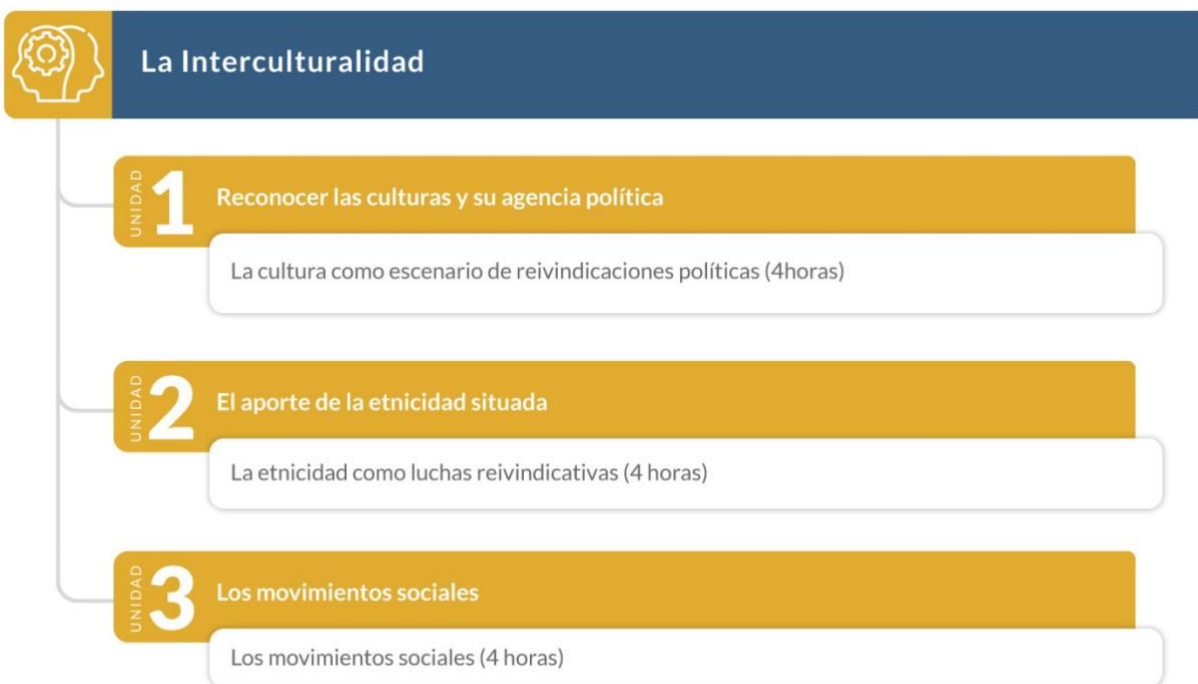 La Interculturalidad
UNIDAD 1
Reconocer las culturas y su agencia política
La cultura como escenario de reivindicaciones políticas (4horas)
UNIDAD 2
El aporte de la etnicidad situada
La etnicidad como luchas reivindicativas (4 horas)
UNIDAD 3
Los movimientos sociales
Los movimientos sociales (4 horas)